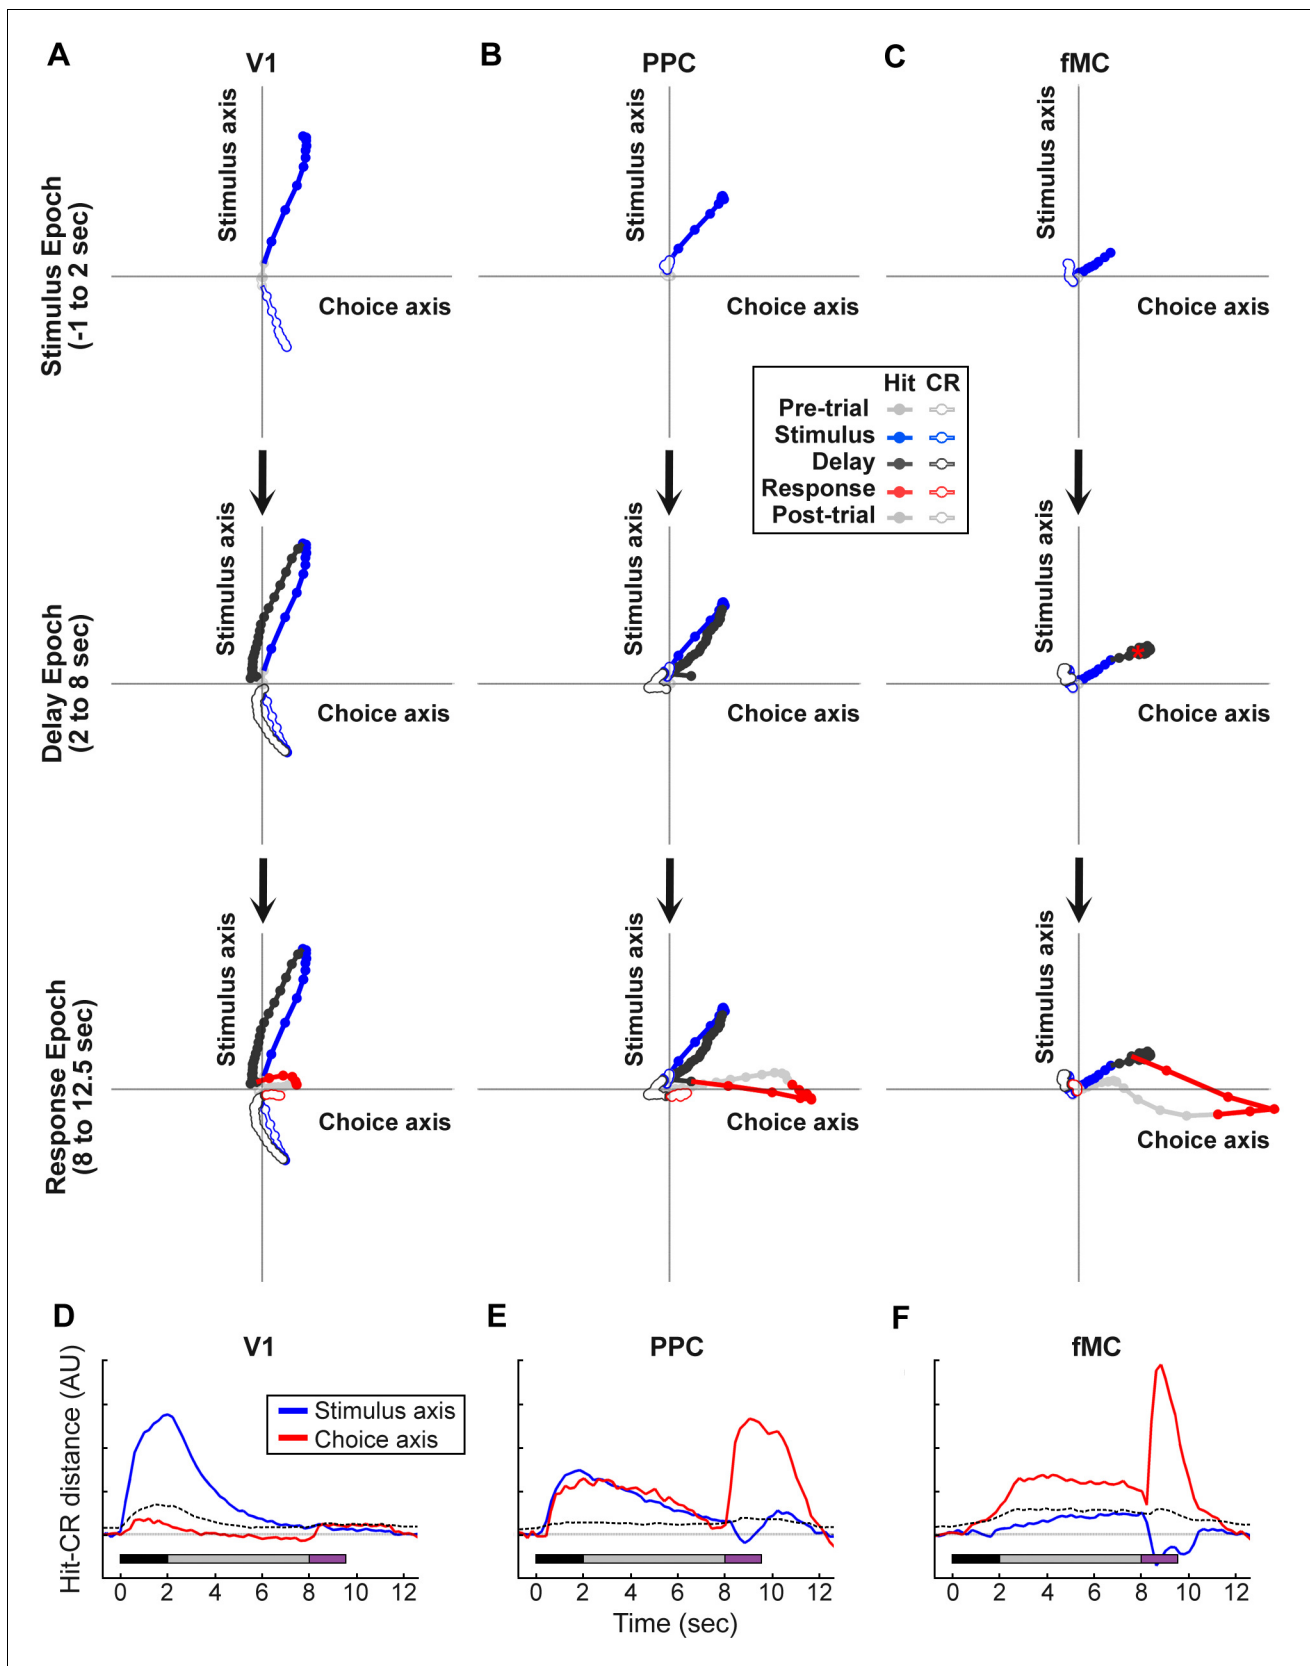 A
V1
B
PPC
C
fMC
Stimulus axis
Stimulus axis
Stimulus axis
Stimulus Epoch
(-1 to 2 sec)
Choice axis
Choice axis
Choice axis
Hit CR
Pre-trial
Stimulus
Delay
Response
Post-trial
Stimulus axis
Stimulus axis
Stimulus axis
Delay Epoch
(2 to 8 sec)
*
Choice axis
Choice axis
Choice axis
Stimulus axis
Stimulus axis
Stimulus axis
Response Epoch
(8 to 12.5 sec)
Choice axis
Choice axis
Choice axis
D
V1
E
PPC
F
fMC
Hit-CR distance (AU)
Stimulus axis
Choice axis
0 2 4 6 8 10 12
0 2 4 6 8 10 12
0 2 4 6 8 10 12
Time (sec)